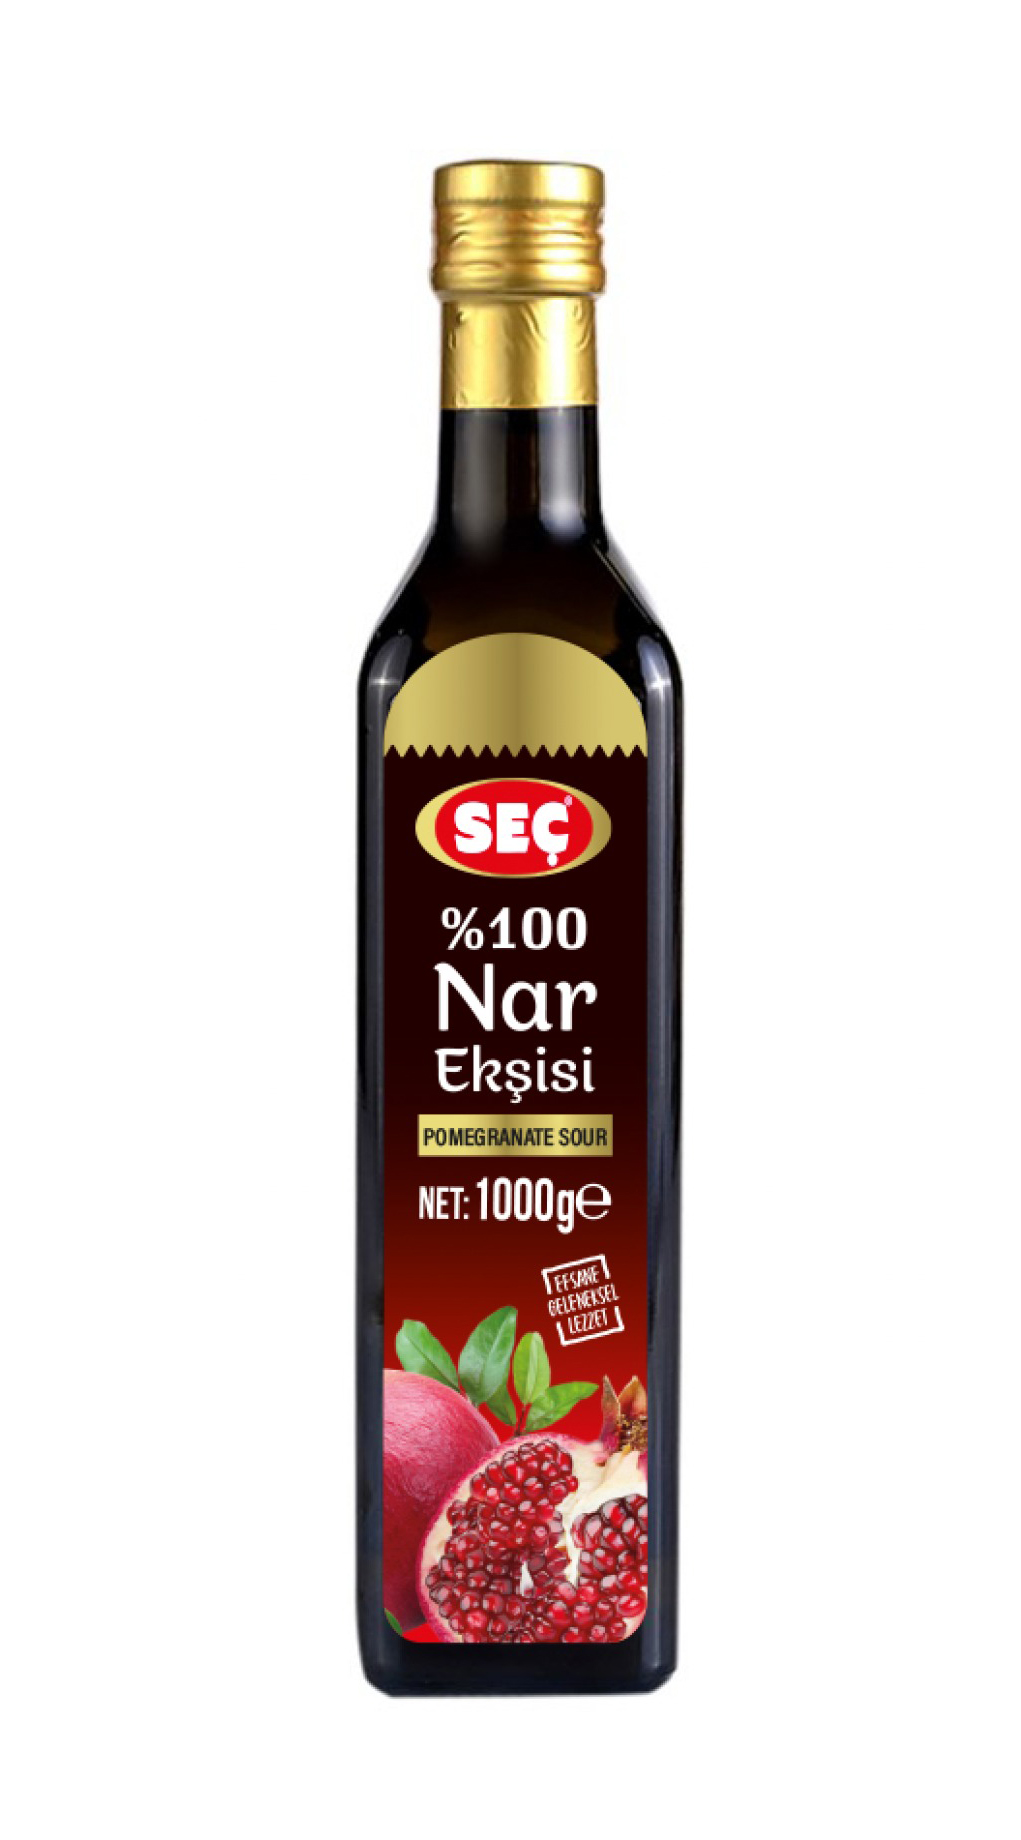 SEÇ®
%100
Nar
Ekşisi
POMEGRANATE SOUR
NET: 1000g℮
EFSANE
GELENEKSEL
LEZZET